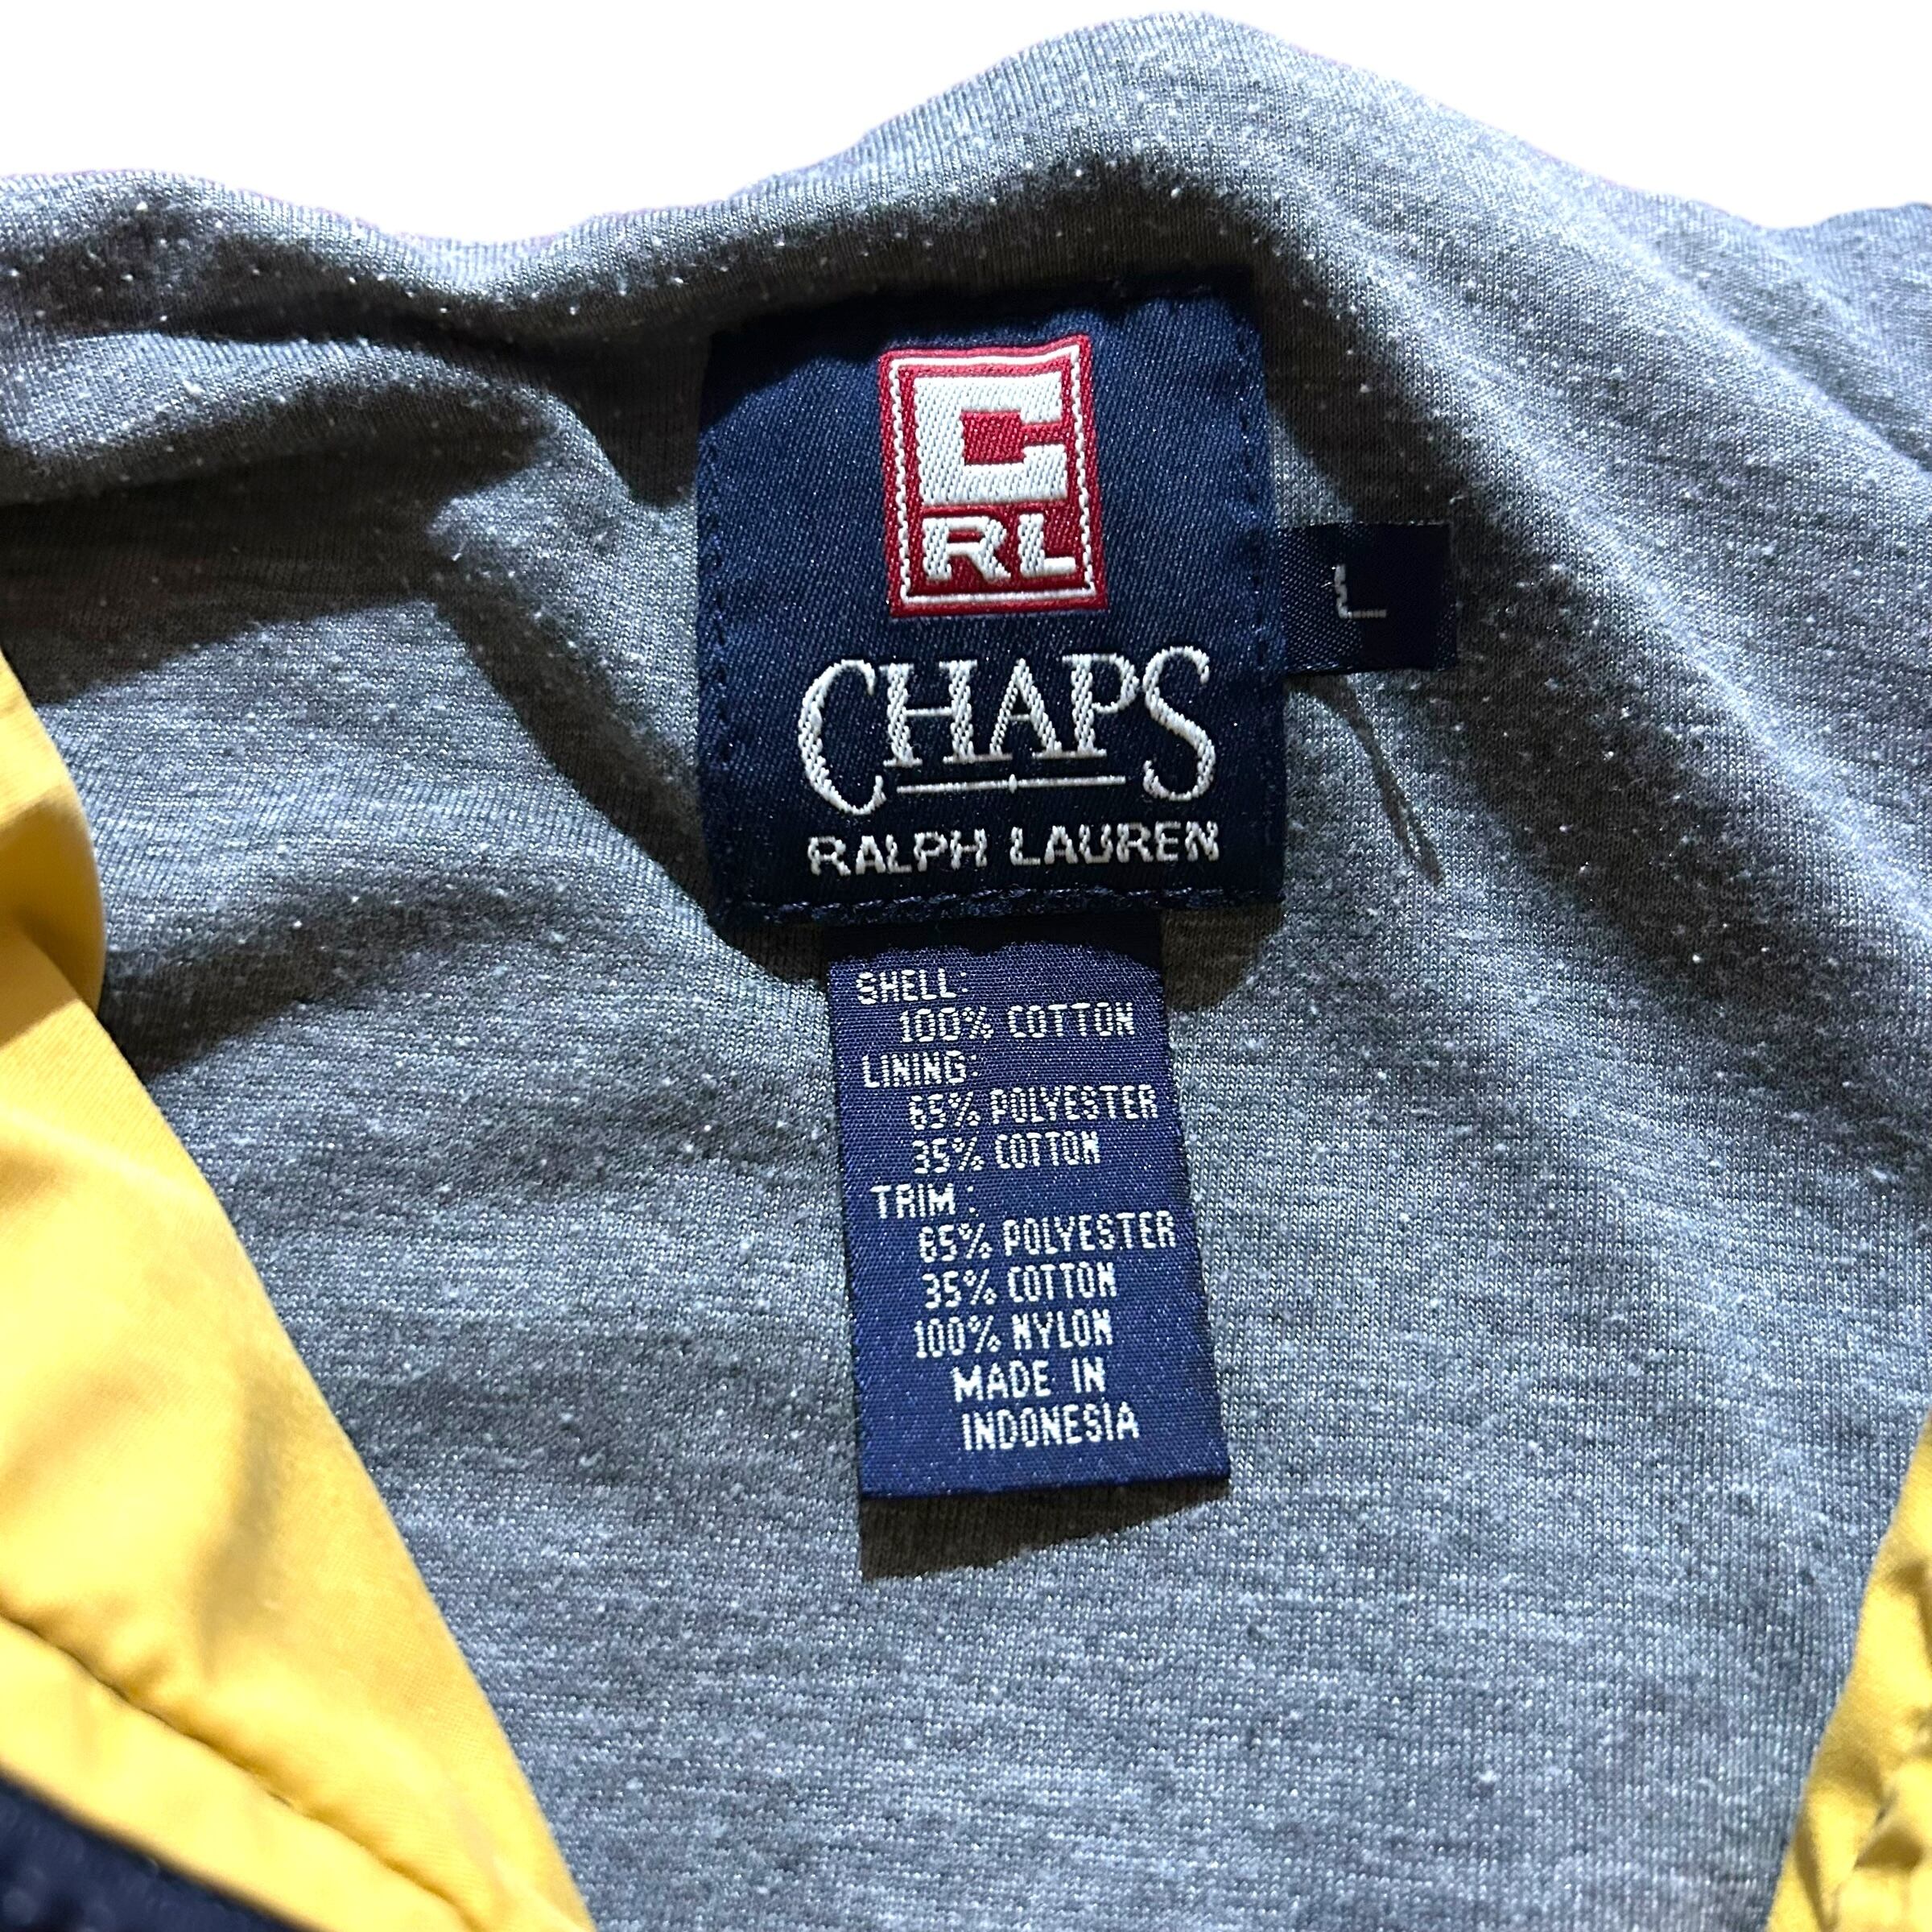 C
RL
CHAPS
RALPH LAUREN
L
SHELL:
100% COTTON
LINING:
65% POLYESTER
35% COTTON
TRIM:
65% POLYESTER
35% COTTON
100% NYLON
MADE IN
INDONESIA